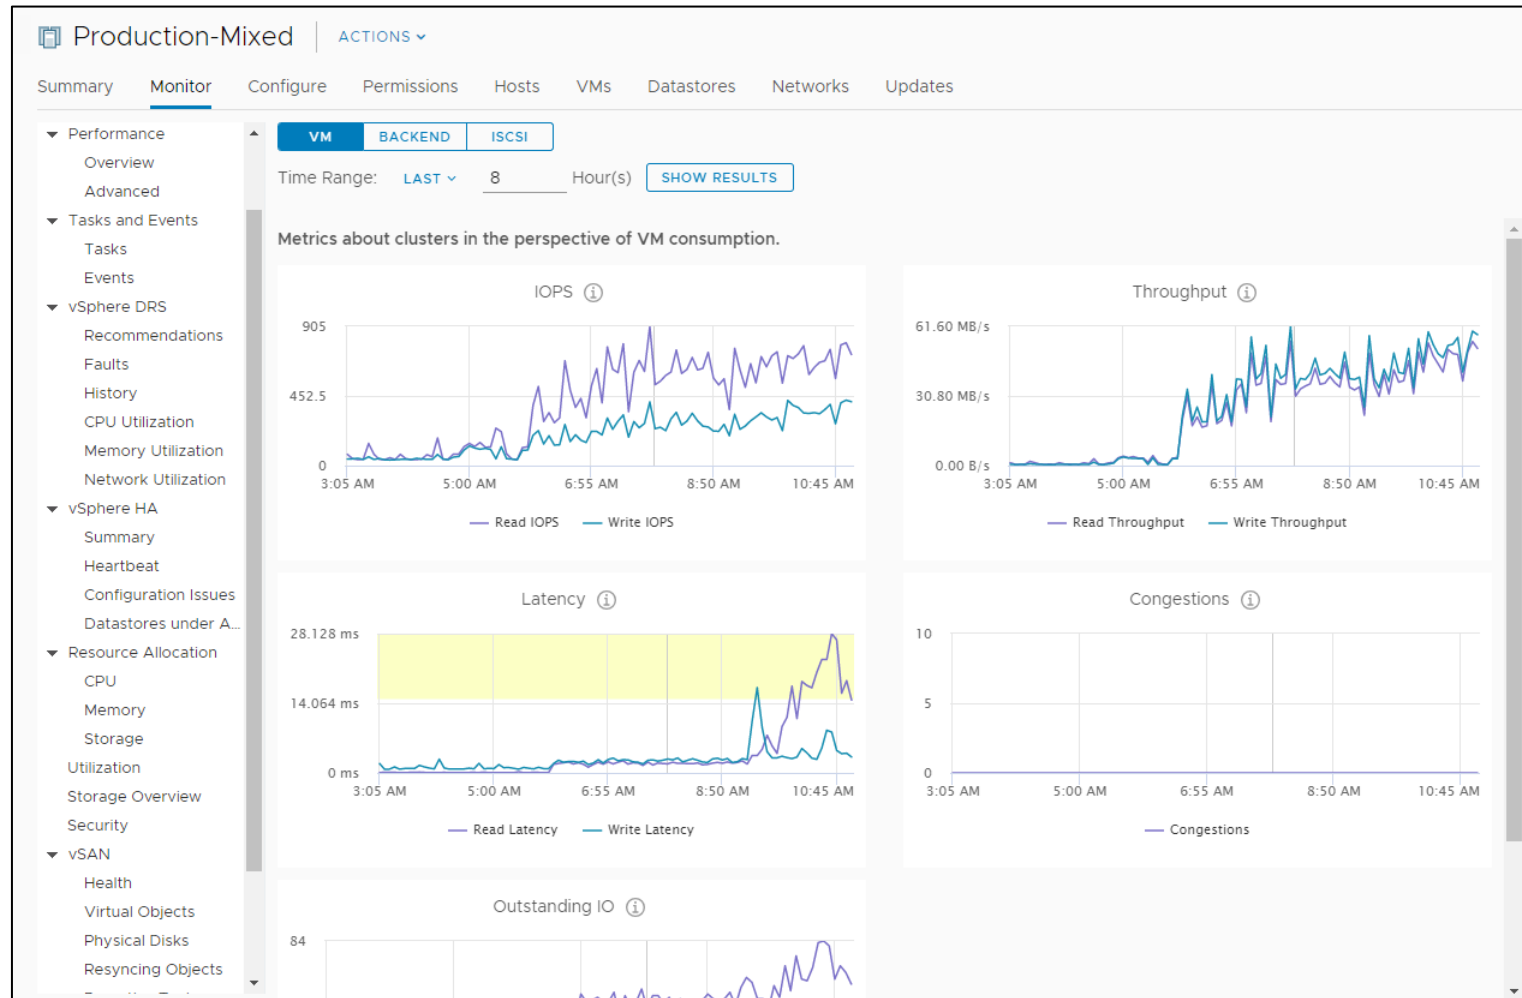 Production-Mixed
ACTIONS
Summary Monitor Configure Permissions Hosts VMs Datastores Networks Updates
Performance
Overview
Advanced
Tasks and Events
Tasks
Events
vSphere DRS
Recommendations
Faults
History
CPU Utilization
Memory Utilization
Network Utilization
vSphere HA
Summary
Heartbeat
Configuration Issues
Datastores under A...
Resource Allocation
CPU
Memory
Storage
Utilization
Storage Overview
Security
vSAN
Health
Virtual Objects
Physical Disks
Resyncing Objects
VM BACKEND ISCSI
Time Range: LAST 8 Hour(s) SHOW RESULTS
Metrics about clusters in the perspective of VM consumption.
IOPS
905
452.5
0
3:05 AM 5:00 AM 6:55 AM 8:50 AM 10:45 AM
Read IOPS Write IOPS
Throughput
61.60 MB/s
30.80 MB/s
0.00 B/s
3:05 AM 5:00 AM 6:55 AM 8:50 AM 10:45 AM
Read Throughput Write Throughput
Latency
28.128 ms
14.064 ms
0 ms
3:05 AM 5:00 AM 6:55 AM 8:50 AM 10:45 AM
Read Latency Write Latency
Congestions
10
5
0
3:05 AM 5:00 AM 6:55 AM 8:50 AM 10:45 AM
Congestions
Outstanding IO
84